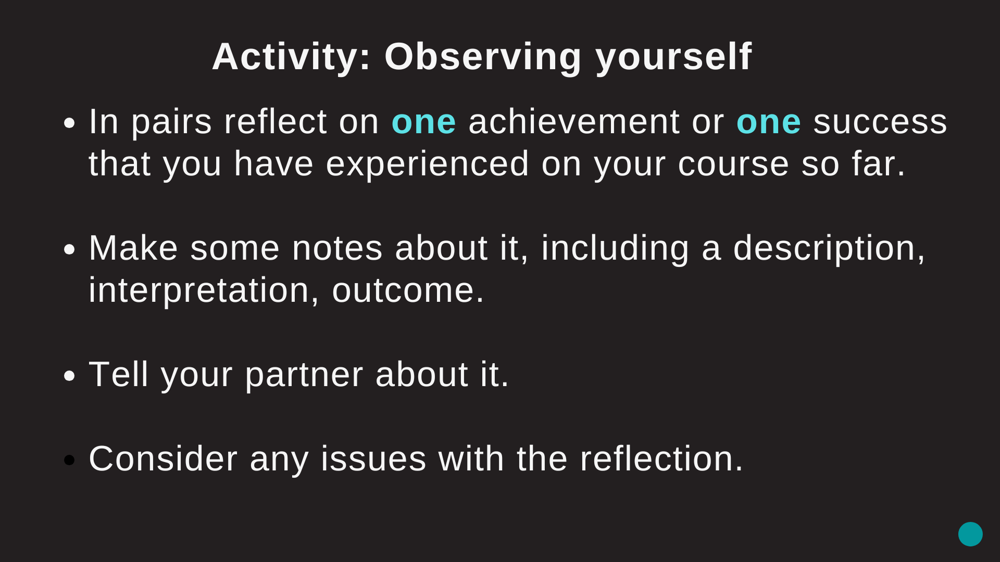 Activity: Observing yourself
• In pairs reflect on one achievement or one success
that you have experienced on your course so far.
• Make some notes about it, including a description,
interpretation, outcome.
• Tell your partner about it.
• Consider any issues with the reflection.